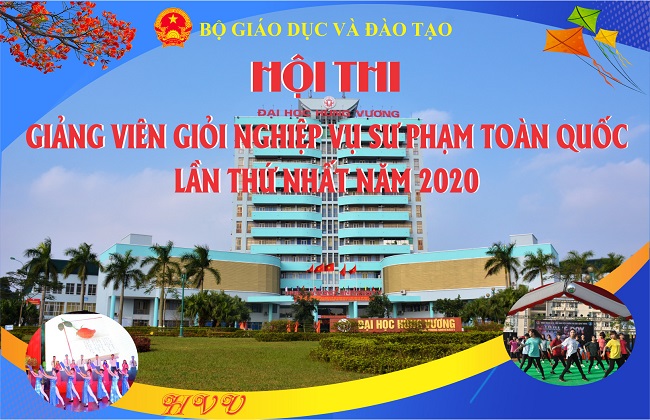 BỘ GIÁO DỤC VÀ ĐÀO TẠO
HỘI THI
ĐẠI HỌC HÙNG VƯƠNG
GIẢNG VIÊN GIỎI NGHIỆP VỤ SƯ PHẠM TOÀN QUỐC
LẦN THỨ NHẤT NĂM 2020
ĐẠI HỌC HÙNG VƯƠNG
HVU